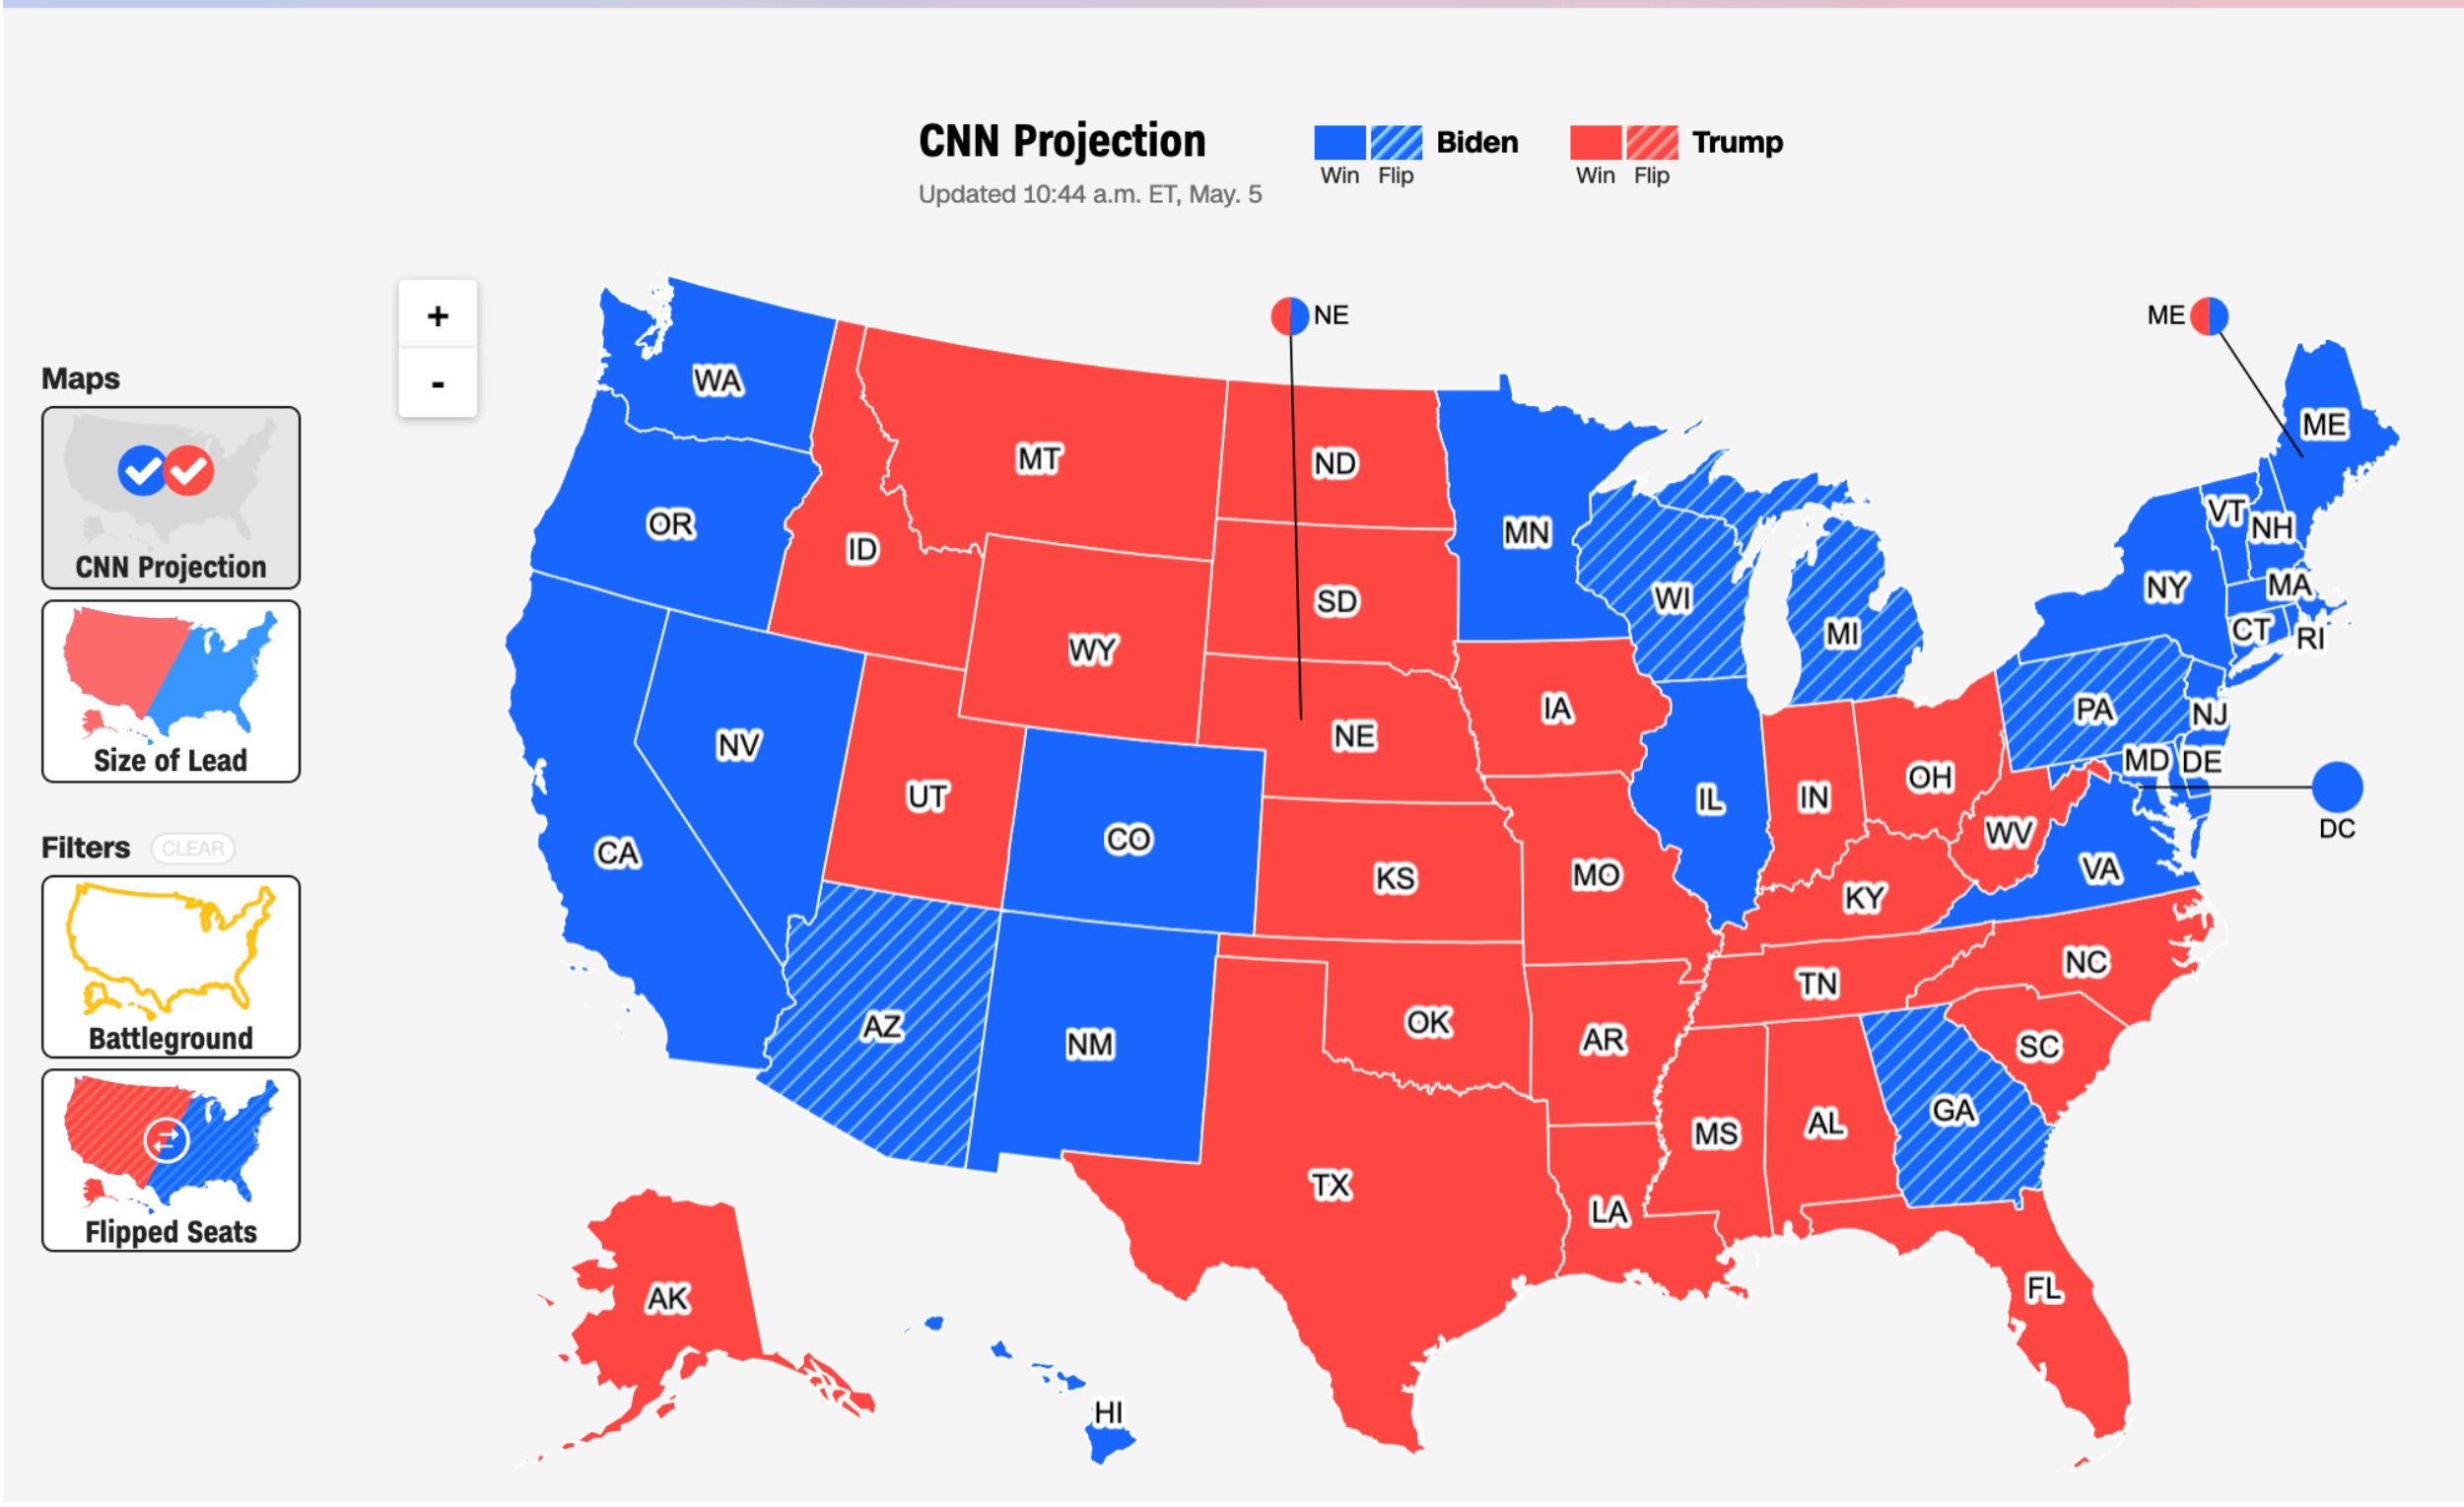 CNN Projection
Updated 10:44 a.m. ET, May. 5
Win Flip Biden
Win Flip Trump
+
-
Maps
CNN Projection
Size of Lead
Filters CLEAR
Battleground
Flipped Seats
NE
ME
WA
ME
MT
ND
VT
OR
NH
MN
ID
NY
MA
WI
SD
CT
RI
MI
WY
IA
PA
NJ
NE
NV
MD
DE
OH
UT
IN
IL
DC
WV
CO
CA
VA
MO
KS
KY
NC
TN
OK
AZ
AR
NM
SC
GA
AL
MS
TX
LA
FL
AK
HI